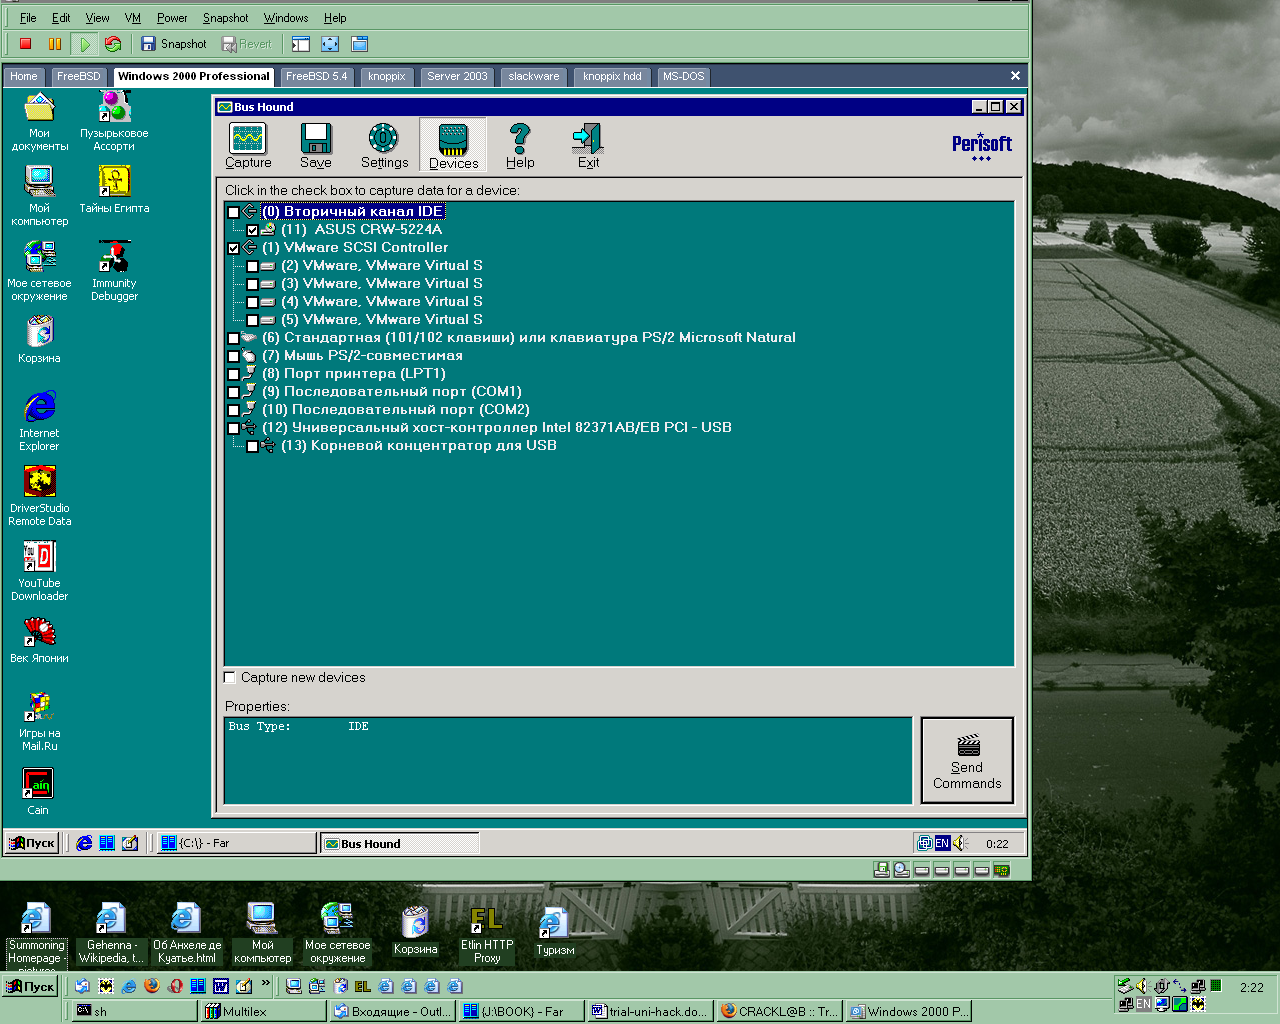 File Edit View VM Power Snapshot Windows Help
Snapshot Revert
Home FreeBSD Windows 2000 Professional FreeBSD 5.4 knoppix Server 2003 slackware knoppix hdd MS-DOS
Мои документы
Пузырьковое Ассорти
Мой компьютер
Тайны Египта
Мое сетевое окружение
Immunity Debugger
Корзина
Internet Explorer
DriverStudio Remote Data
YouTube Downloader
Век Японии
Игры на Mail.Ru
Cain
Bus Hound
Capture Save Settings Devices Help Exit
Perisoft
Click in the check box to capture data for a device:
(0) Вторичный канал IDE
(11) ASUS CRW-5224A
(1) VMware SCSI Controller
(2) VMware, VMware Virtual S
(3) VMware, VMware Virtual S
(4) VMware, VMware Virtual S
(5) VMware, VMware Virtual S
(6) Стандартная (101/102 клавиши) или клавиатура PS/2 Microsoft Natural
(7) Мышь PS/2-совместимая
(8) Порт принтера (LPT1)
(9) Последовательный порт (COM1)
(10) Последовательный порт (COM2)
(12) Универсальный хост-контроллер Intel 82371AB/EB PCI - USB
(13) Корневой концентратор для USB
Capture new devices
Properties:
Bus Type: IDE
Send Commands
Пуск {C:\} - Far Bus Hound EN 0:22
Summoning Homepage -
Gehenna - Wikipedia, t...
Об Анхеле де Куатье.html
Мой компьютер
Мое сетевое окружение
Корзина
Etlin HTTP Proxy
Туризм
Пуск 2:22
sh Multilex Входящие - Outl... {J:\BOOK} - Far trial-uni-hack.do... CRACKL@B :: Tr... Windows 2000 P... EN